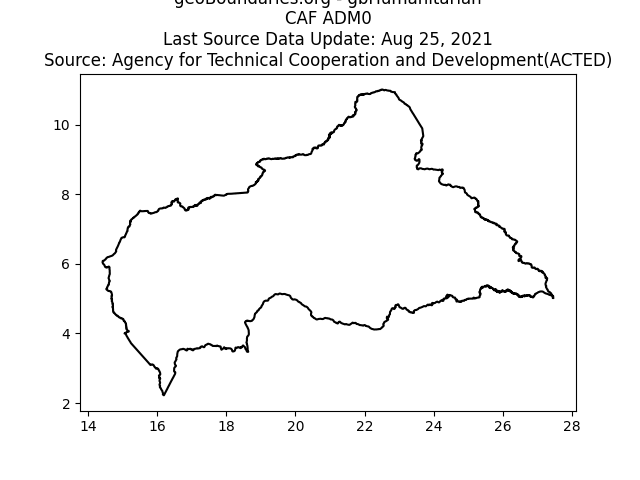 geoBoundaries.org - gbHumanitarian
CAF ADM0
Last Source Data Update: Aug 25, 2021
Source: Agency for Technical Cooperation and Development(ACTED)
10
8
6
4
2
14 16 18 20 22 24 26 28